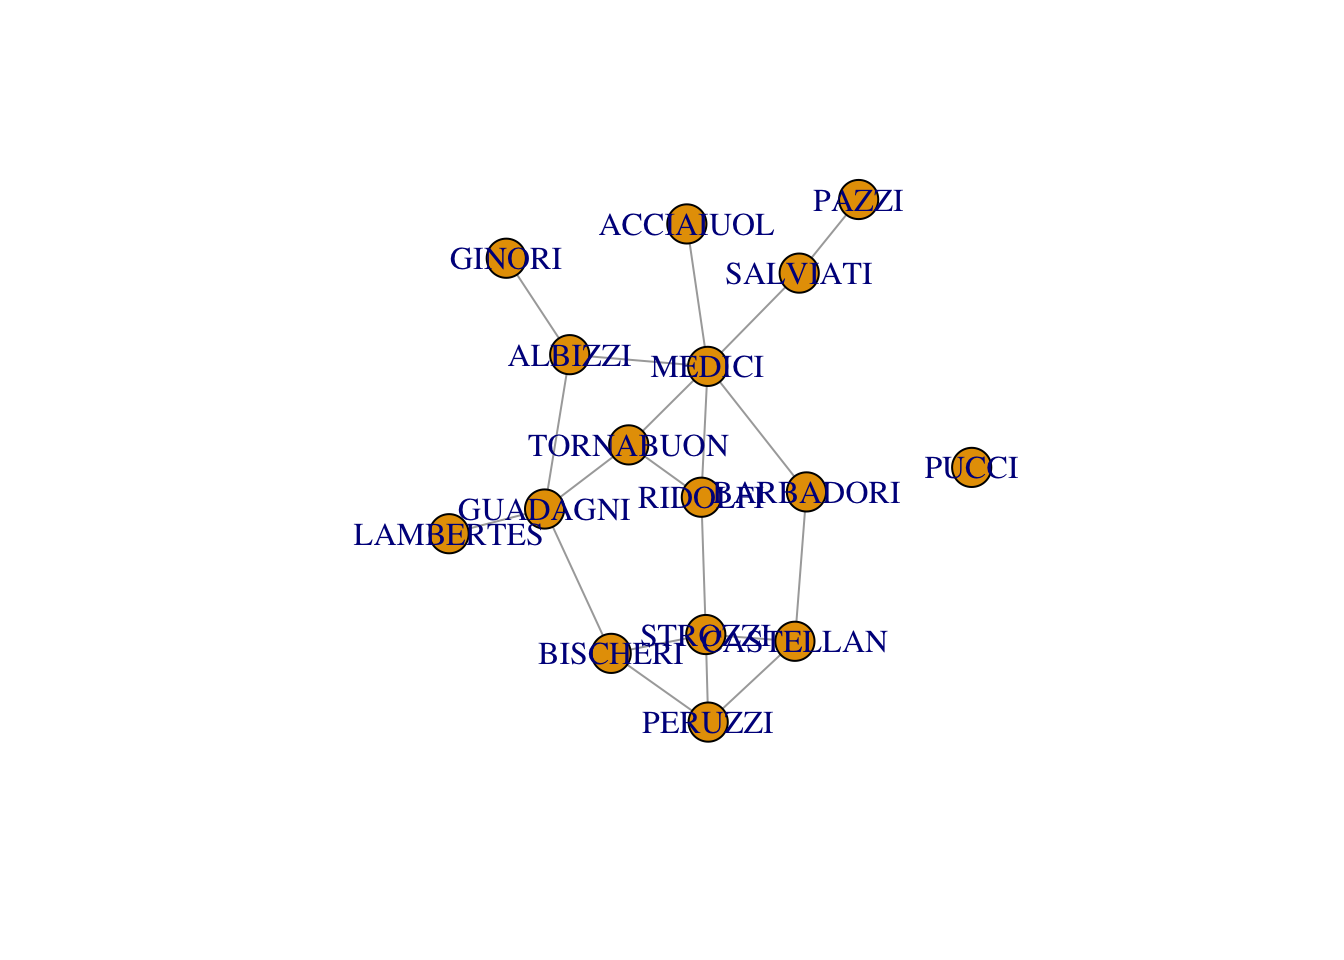 PAZZI
ACCIAIUOL
GINORI
SALVIATI
ALBIZZI
MEDICI
TORNABUON
PUCCI
RIDOLFI
BARBADORI
GUADAGNI
LAMBERTES
STROZZI
CASTELLAN
BISCHERI
PERUZZI